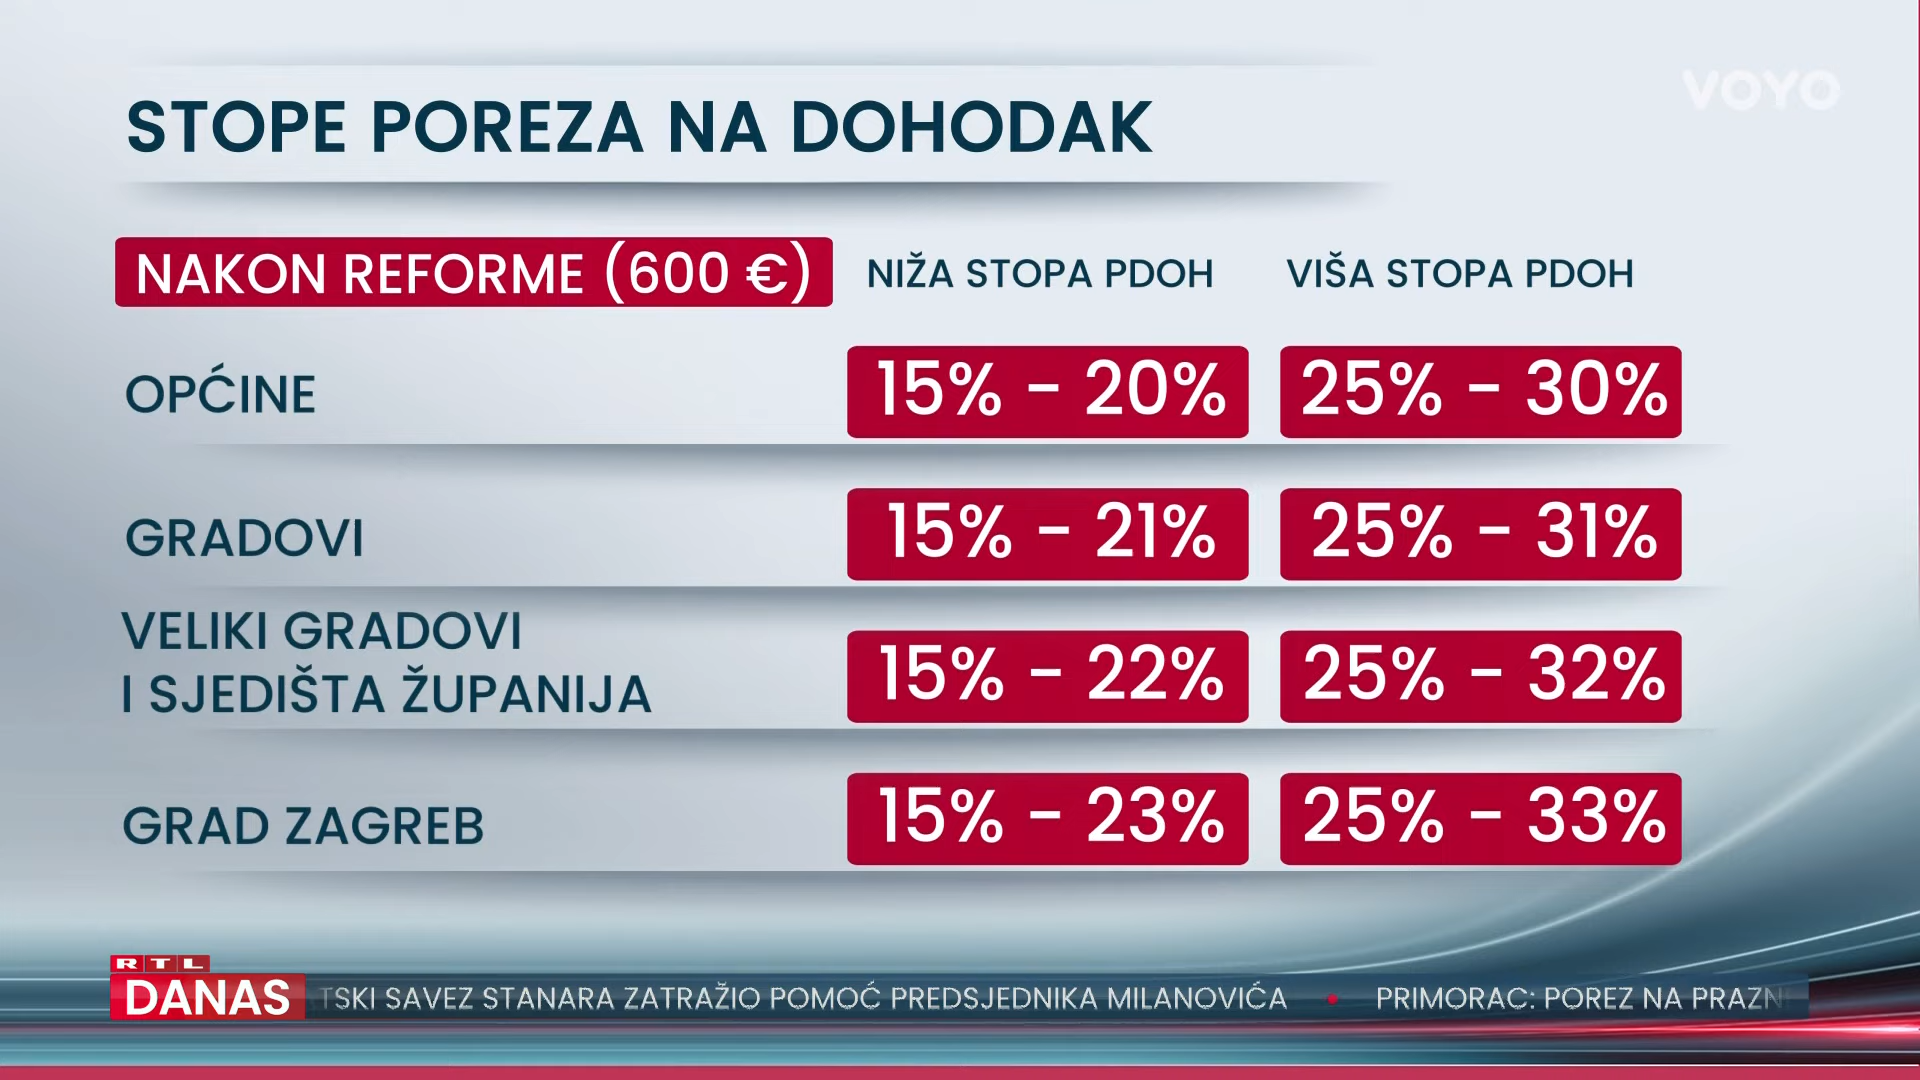 VOYO
STOPE POREZA NA DOHODAK
NAKON REFORME (600 €) NIŽA STOPA PDOH VIŠA STOPA PDOH
OPĆINE 15% - 20% 25% - 30%
GRADOVI 15% - 21% 25% - 31%
VELIKI GRADOVI
I SJEDIŠTA ŽUPANIJA 15% - 22% 25% - 32%
GRAD ZAGREB 15% - 23% 25% - 33%
RTL
DANAS TSKI SAVEZ STANARA ZATRAŽIO POMOĆ PREDSJEDNIKA MILANOVIĆA • PRIMORAC: POREZ NA PRAZN